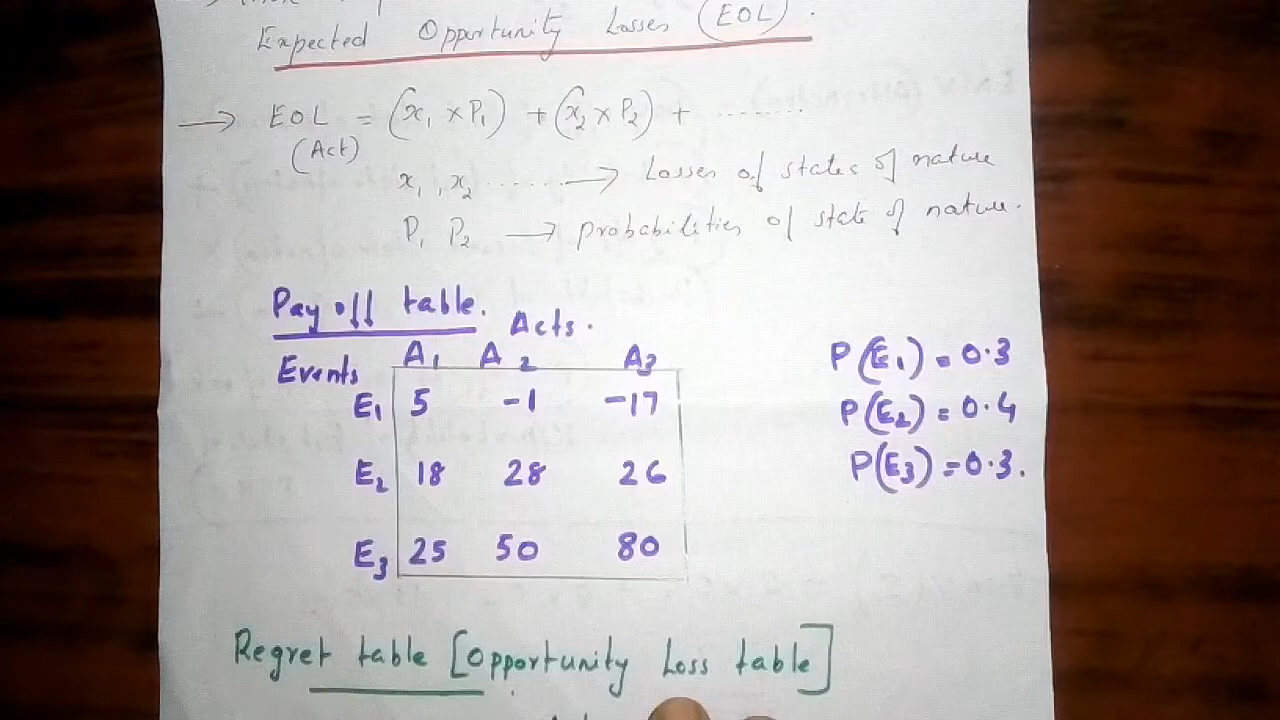 Expected Opportunity Losses (EOL).
→ EOL = (x₁ × P₁) + (x₂ × P₂) + ........
(Act)
x₁, x₂ ......→ Losses of states of nature
P₁ P₂ → probabilities of state of nature.
Pay off table.
Acts.
Events A₁ A₂ A₃
E₁ 5 -1 -17
E₂ 18 28 26
E₃ 25 50 80
P(E₁) = 0.3
P(E₂) = 0.4
P(E₃) = 0.3.
Regret table [Opportunity Loss table]